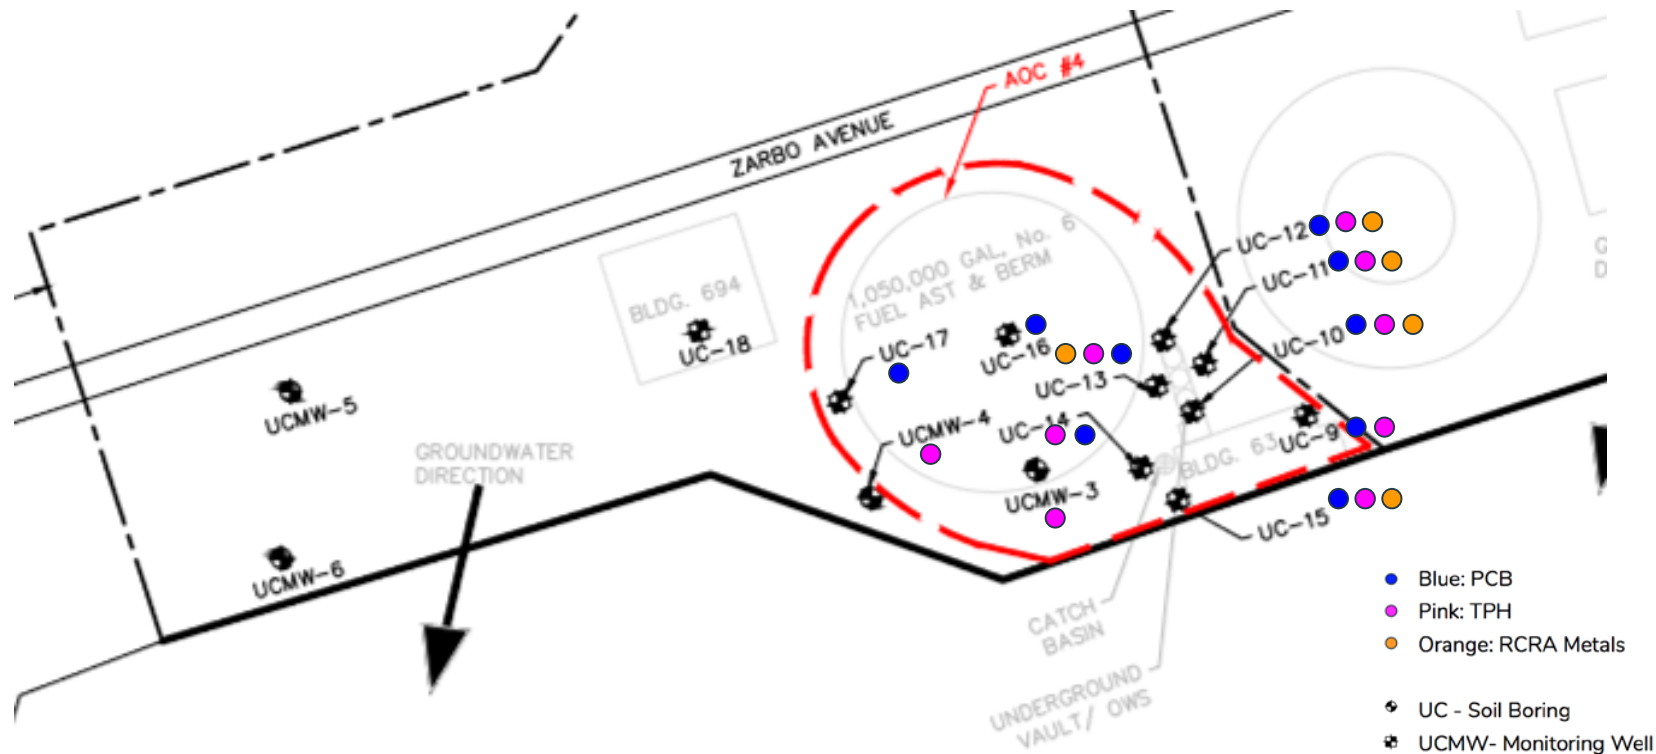 AOC #4
ZARBO AVENUE
1,050,000 GAL, No. 6
FUEL AST & BERM
BLDG. 694
UC-18
UC-17
UC-16
UC-12
UC-11
UC-10
UC-13
UC-14
UC-9
BLDG. 63
UCMW-5
UCMW-4
UCMW-3
UC-15
GROUNDWATER
DIRECTION
UCMW-6
CATCH
BASIN
UNDERGROUND
VAULT/ OWS
G
D
Blue: PCB
Pink: TPH
Orange: RCRA Metals
UC - Soil Boring
UCMW- Monitoring Well